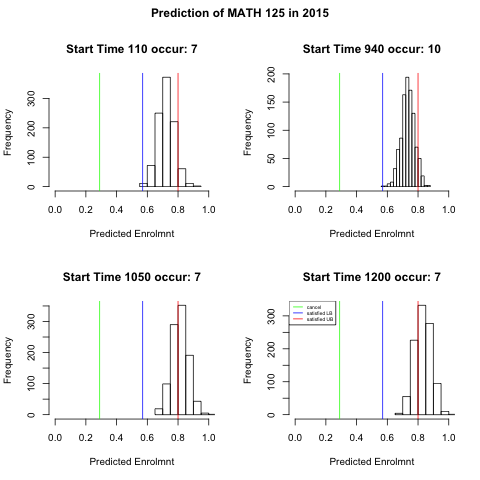 Prediction of MATH 125 in 2015
Start Time 110 occur: 7
Frequency
0 100 200 300
0.0 0.2 0.4 0.6 0.8 1.0
Predicted Enrolmnt
Start Time 940 occur: 10
Frequency
0 50 100 150 200
0.0 0.2 0.4 0.6 0.8 1.0
Predicted Enrolmnt
Start Time 1050 occur: 7
Frequency
0 100 200 300
0.0 0.2 0.4 0.6 0.8 1.0
Predicted Enrolmnt
Start Time 1200 occur: 7
cancel
satisfied LB
satisfied UB
Frequency
0 100 200 300
0.0 0.2 0.4 0.6 0.8 1.0
Predicted Enrolmnt